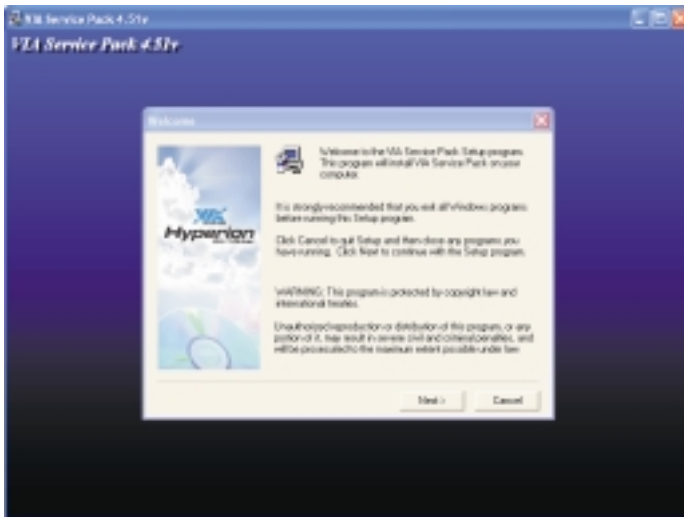 VIA Service Pack 4.51v
VIA Service Pack 4.51v
Welcome
Welcome to the VIA Service Pack Setup program.
This program will install VIA Service Pack on your
computer.
It is strongly recommended that you exit all Windows programs
before running this Setup program.
Click Cancel to quit Setup and then close any programs you
have running. Click Next to continue with the Setup program.
WARNING: This program is protected by copyright law and
international treaties.
Unauthorized reproduction or distribution of this program, or any
portion of it, may result in severe civil and criminal penalties, and
will be prosecuted to the maximum extent possible under law.
VIA
Hyperion
Next >
Cancel